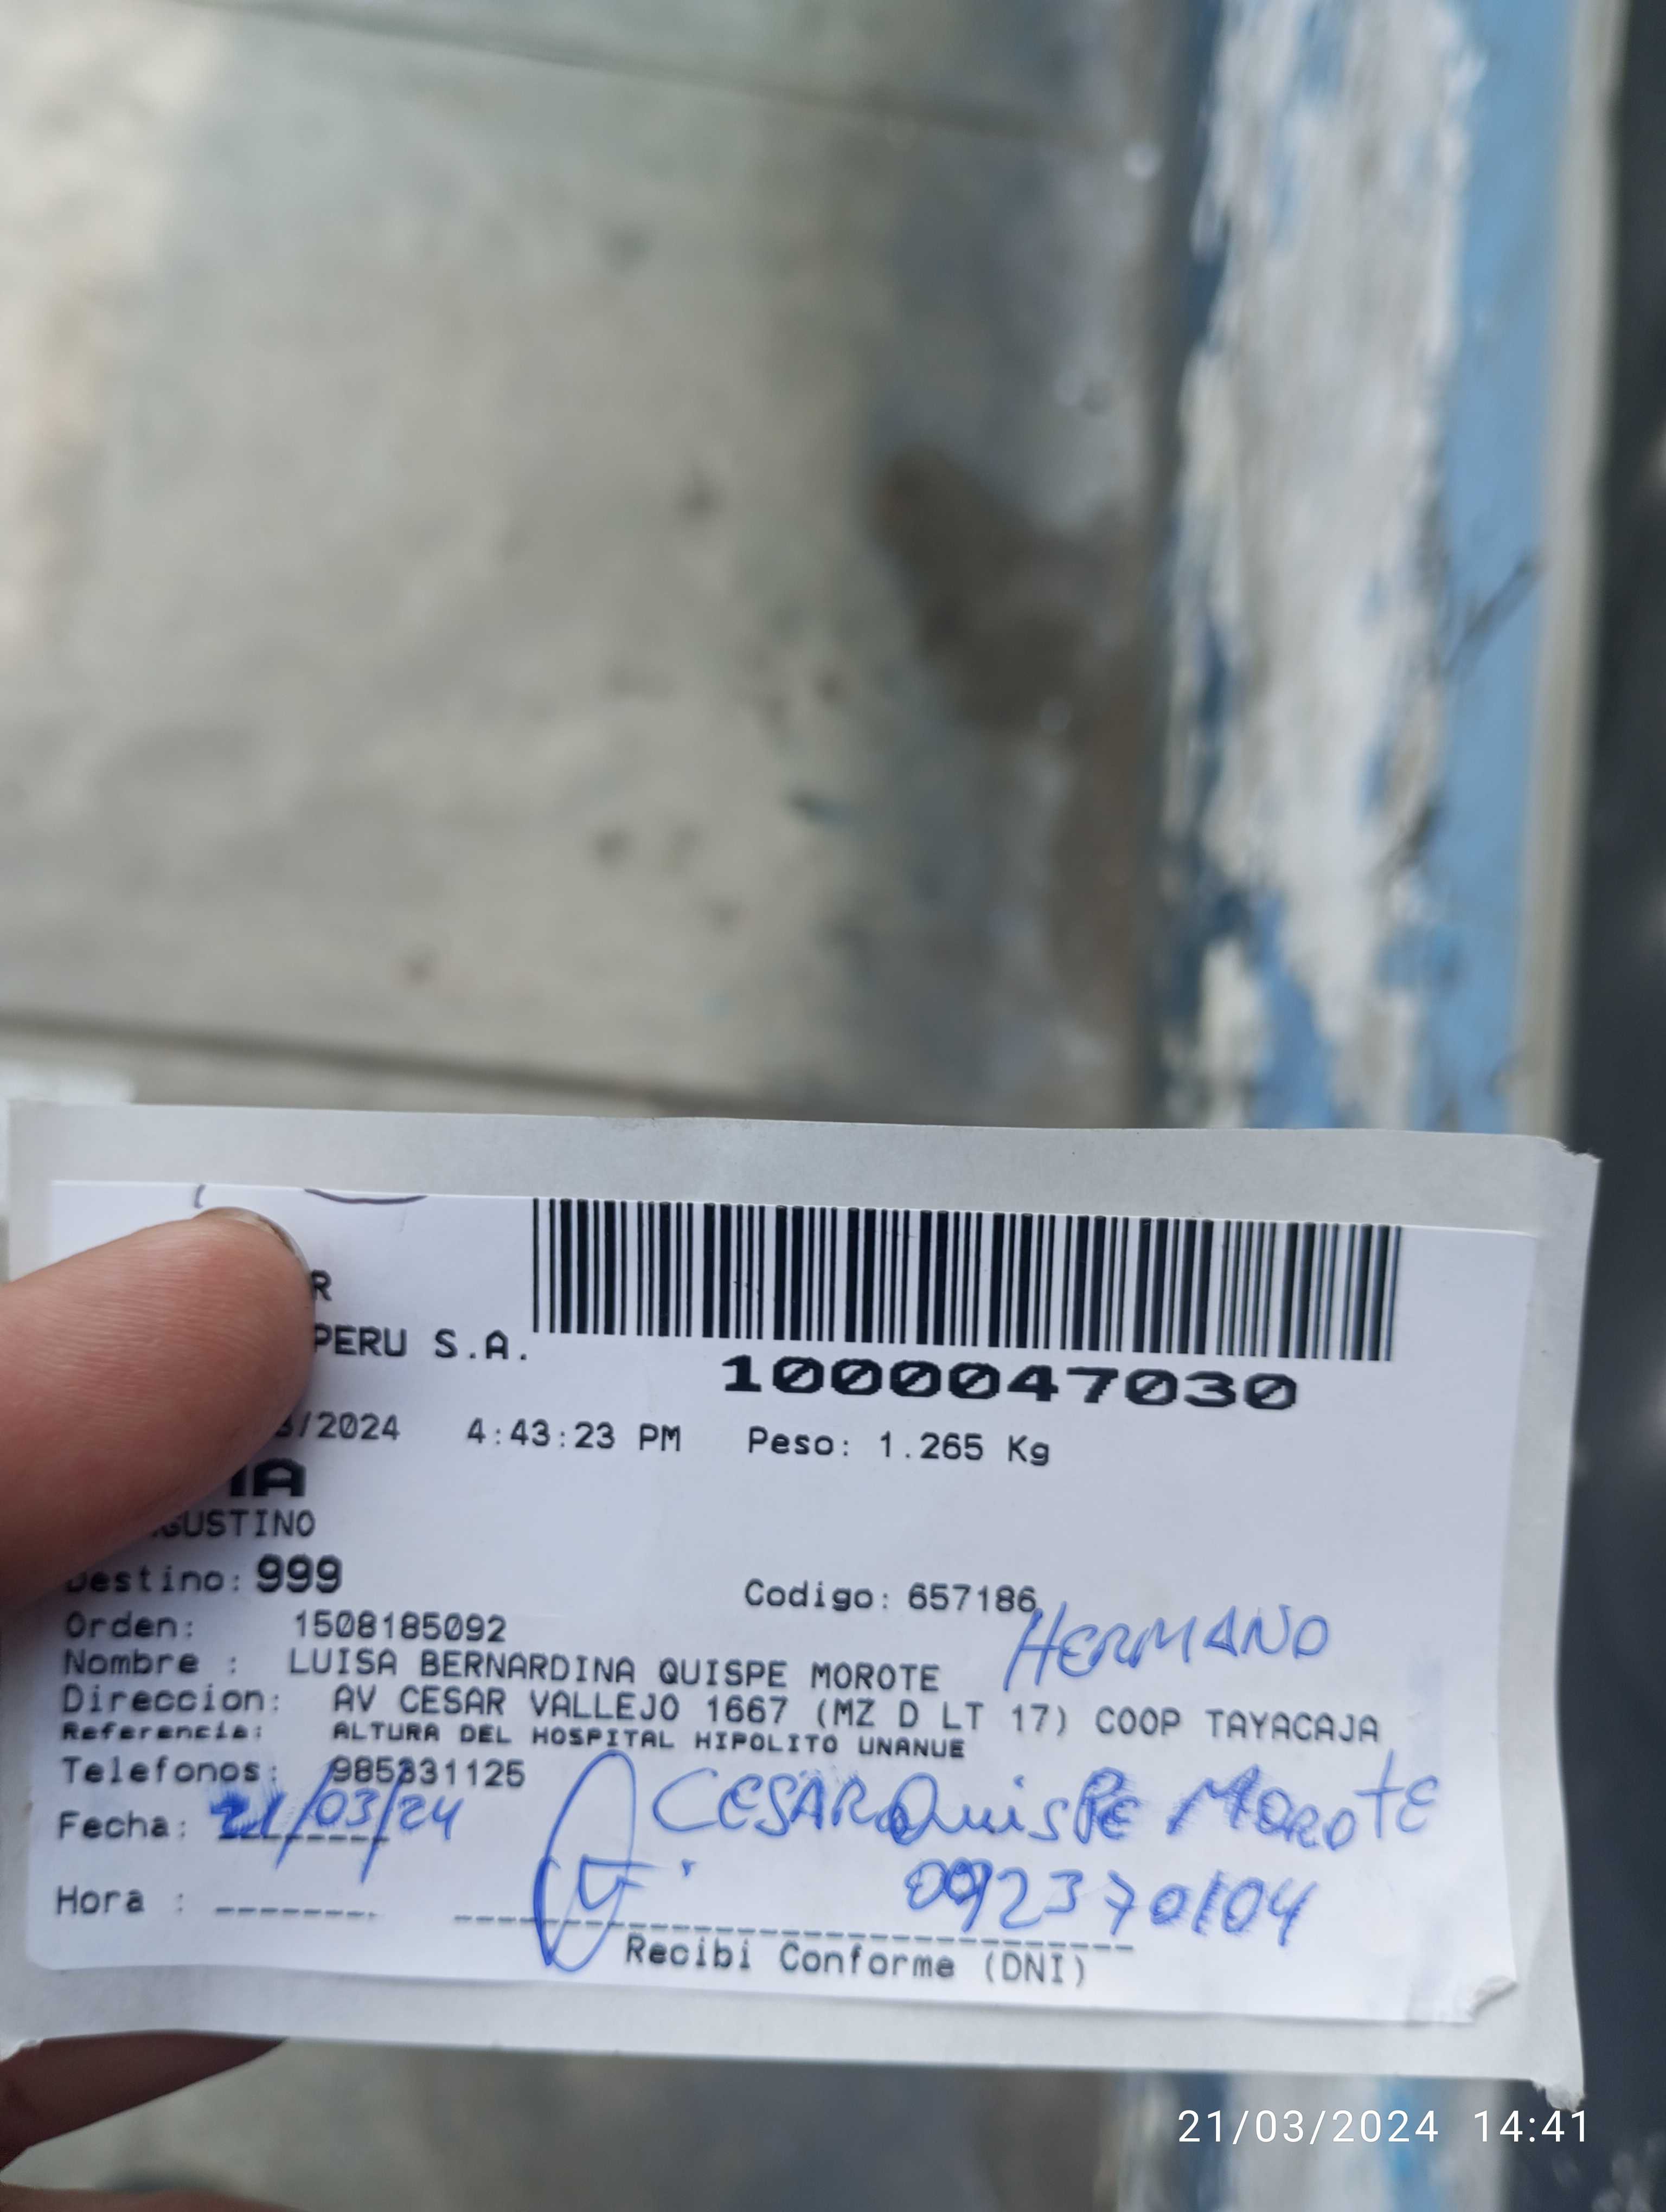 R
PERU S.A.
1000047030
/2024 4:43:23 PM Peso: 1.265 Kg
GUSTINO
Destino: 999 Codigo: 657186
HERMANO
Orden: 1508185092
Nombre : LUISA BERNARDINA QUISPE MOROTE
Direccion: AV CESAR VALLEJO 1667 (MZ D LT 17) COOP TAYACAJA
Referencia: ALTURA DEL HOSPITAL HIPOLITO UNANUE
Telefonos: 985331125
CESAR Quispe MOROTE
Fecha: 21/03/24
Hora :
Recibi Conforme (DNI)
21/03/2024 14:41